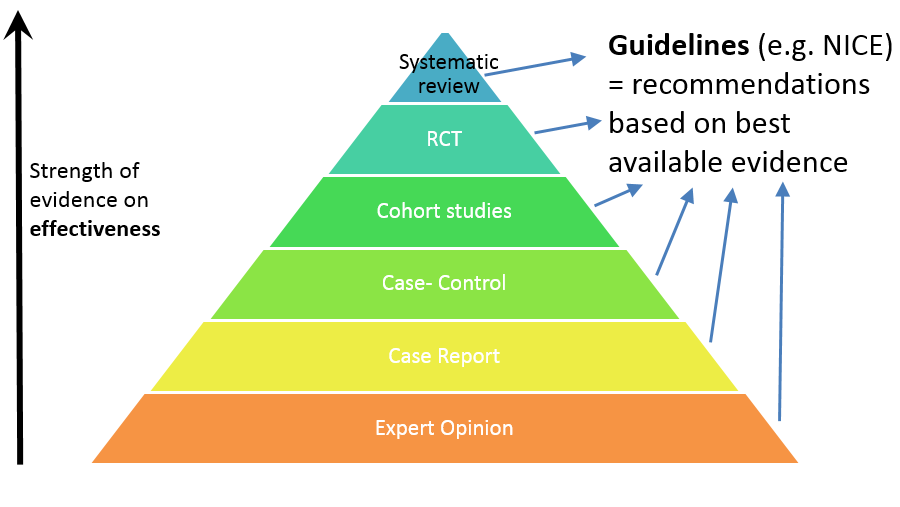 Systematic
review
Guidelines (e.g. NICE)
= recommendations
based on best
available evidence
RCT
Strength of
evidence on
effectiveness
Cohort studies
Case- Control
Case Report
Expert Opinion